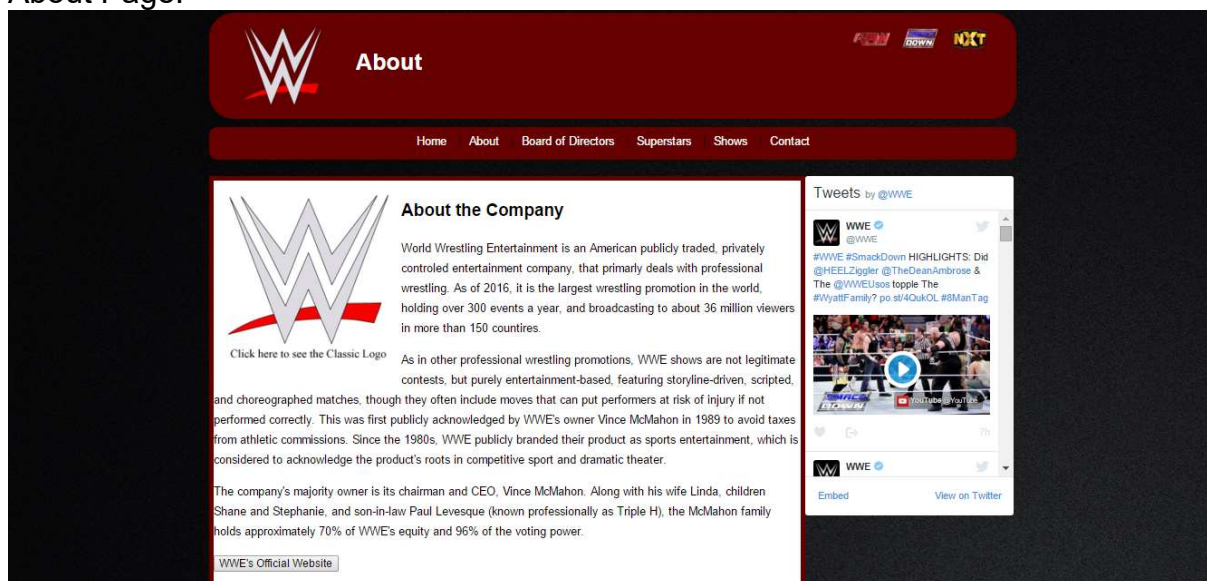 About Page:
About
RAW
DOWN
NXT
Home About Board of Directors Superstars Shows Contact
About the Company
World Wrestling Entertainment is an American publicly traded, privately
controled entertainment company, that primarly deals with professional
wrestling. As of 2016, it is the largest wrestling promotion in the world,
holding over 300 events a year, and broadcasting to about 36 million viewers
in more than 150 countires.
Click here to see the Classic Logo
As in other professional wrestling promotions, WWE shows are not legitimate
contests, but purely entertainment-based, featuring storyline-driven, scripted,
and choreographed matches, though they often include moves that can put performers at risk of injury if not
performed correctly. This was first publicly acknowledged by WWE's owner Vince McMahon in 1989 to avoid taxes
from athletic commissions. Since the 1980s, WWE publicly branded their product as sports entertainment, which is
considered to acknowledge the product's roots in competitive sport and dramatic theater.
The company's majority owner is its chairman and CEO, Vince McMahon. Along with his wife Linda, children
Shane and Stephanie, and son-in-law Paul Levesque (known professionally as Triple H), the McMahon family
holds approximately 70% of WWE's equity and 96% of the voting power.
WWE's Official Website
Tweets by @WWE
WWE
@WWE
#WWE #SmackDown HIGHLIGHTS: Did
@HEELZiggler @TheDeanAmbrose &
The @WWEUsos topple The
#WyattFamily? po.st/4QukOL #8ManTag
SMACK
DOWN
YouTube @YouTube
7h
WWE
Embed View on Twitter